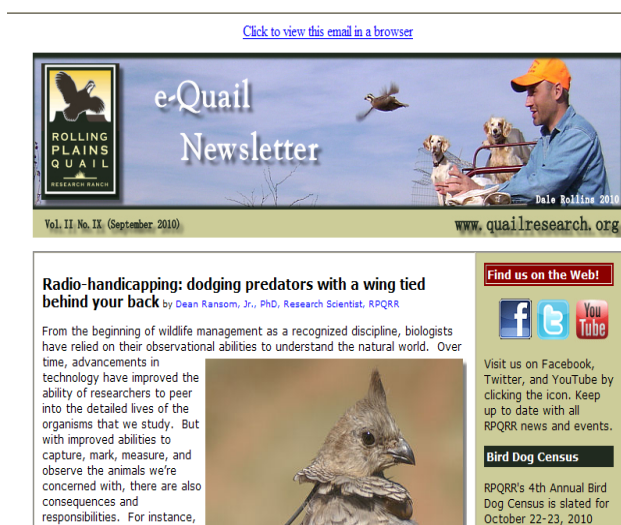 Click to view this email in a browser
e-Quail
Newsletter
ROLLING
PLAINS
QUAIL
RESEARCH RANCH
Dale Rollins 2010
Vol. II No. IX (September 2010)
www.quailresearch.org
Radio-handicapping: dodging predators with a wing tied
behind your back by Dean Ransom, Jr., PhD, Research Scientist, RPQRR
From the beginning of wildlife management as a recognized discipline, biologists
have relied on their observational abilities to understand the natural world. Over
time, advancements in
technology have improved the
ability of researchers to peer
into the detailed lives of the
organisms that we study. But
with improved abilities to
capture, mark, measure, and
observe the animals we're
concerned with, there are also
consequences and
responsibilities. For instance,
Find us on the Web!
f
t
You
Tube
Visit us on Facebook,
Twitter, and YouTube by
clicking the icon. Keep
up to date with all
RPQRR news and events.
Bird Dog Census
RPQRR's 4th Annual Bird
Dog Census is slated for
October 22-23, 2010